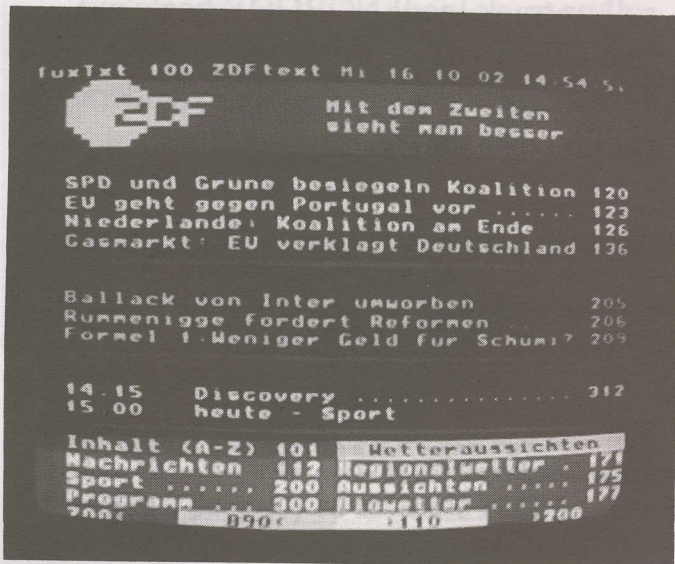 TuxTxt 100 ZDFtext Mi 16 10 02 14.54
ZDF
Mit dem Zweiten
sieht man besser
SPD und Grune besiegeln Koalition 120
EU geht gegen Portugal vor ...... 123
Niederlande: Koalition am Ende 126
Gasmarkt: EU verklagt Deutschland 136
Ballack von Inter umworben 205
Rummenigge fordert Reformen ... 206
Formel 1:Weniger Geld fur Schumi? 209
14.15 Discovery ................ 312
15.00 heute - Sport
Inhalt (A-Z) 101 Wetteraussichten
Nachrichten 112 Regionalwetter . 171
Sport ...... 200 Aussichten ..... 175
Programm ... 300 Biowetter ...... 177
200< 890< >110 >200